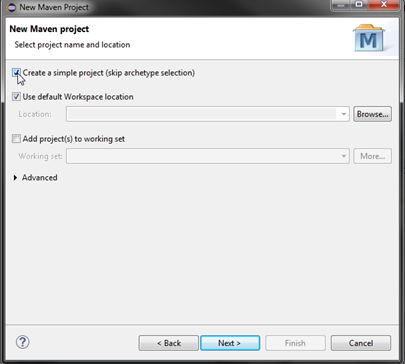 New Maven Project
New Maven project
Select project name and location
M
Create a simple project (skip archetype selection)
Use default Workspace location
Location:
Browse...
Add project(s) to working set
Working set:
More...
Advanced
?
< Back
Next >
Finish
Cancel